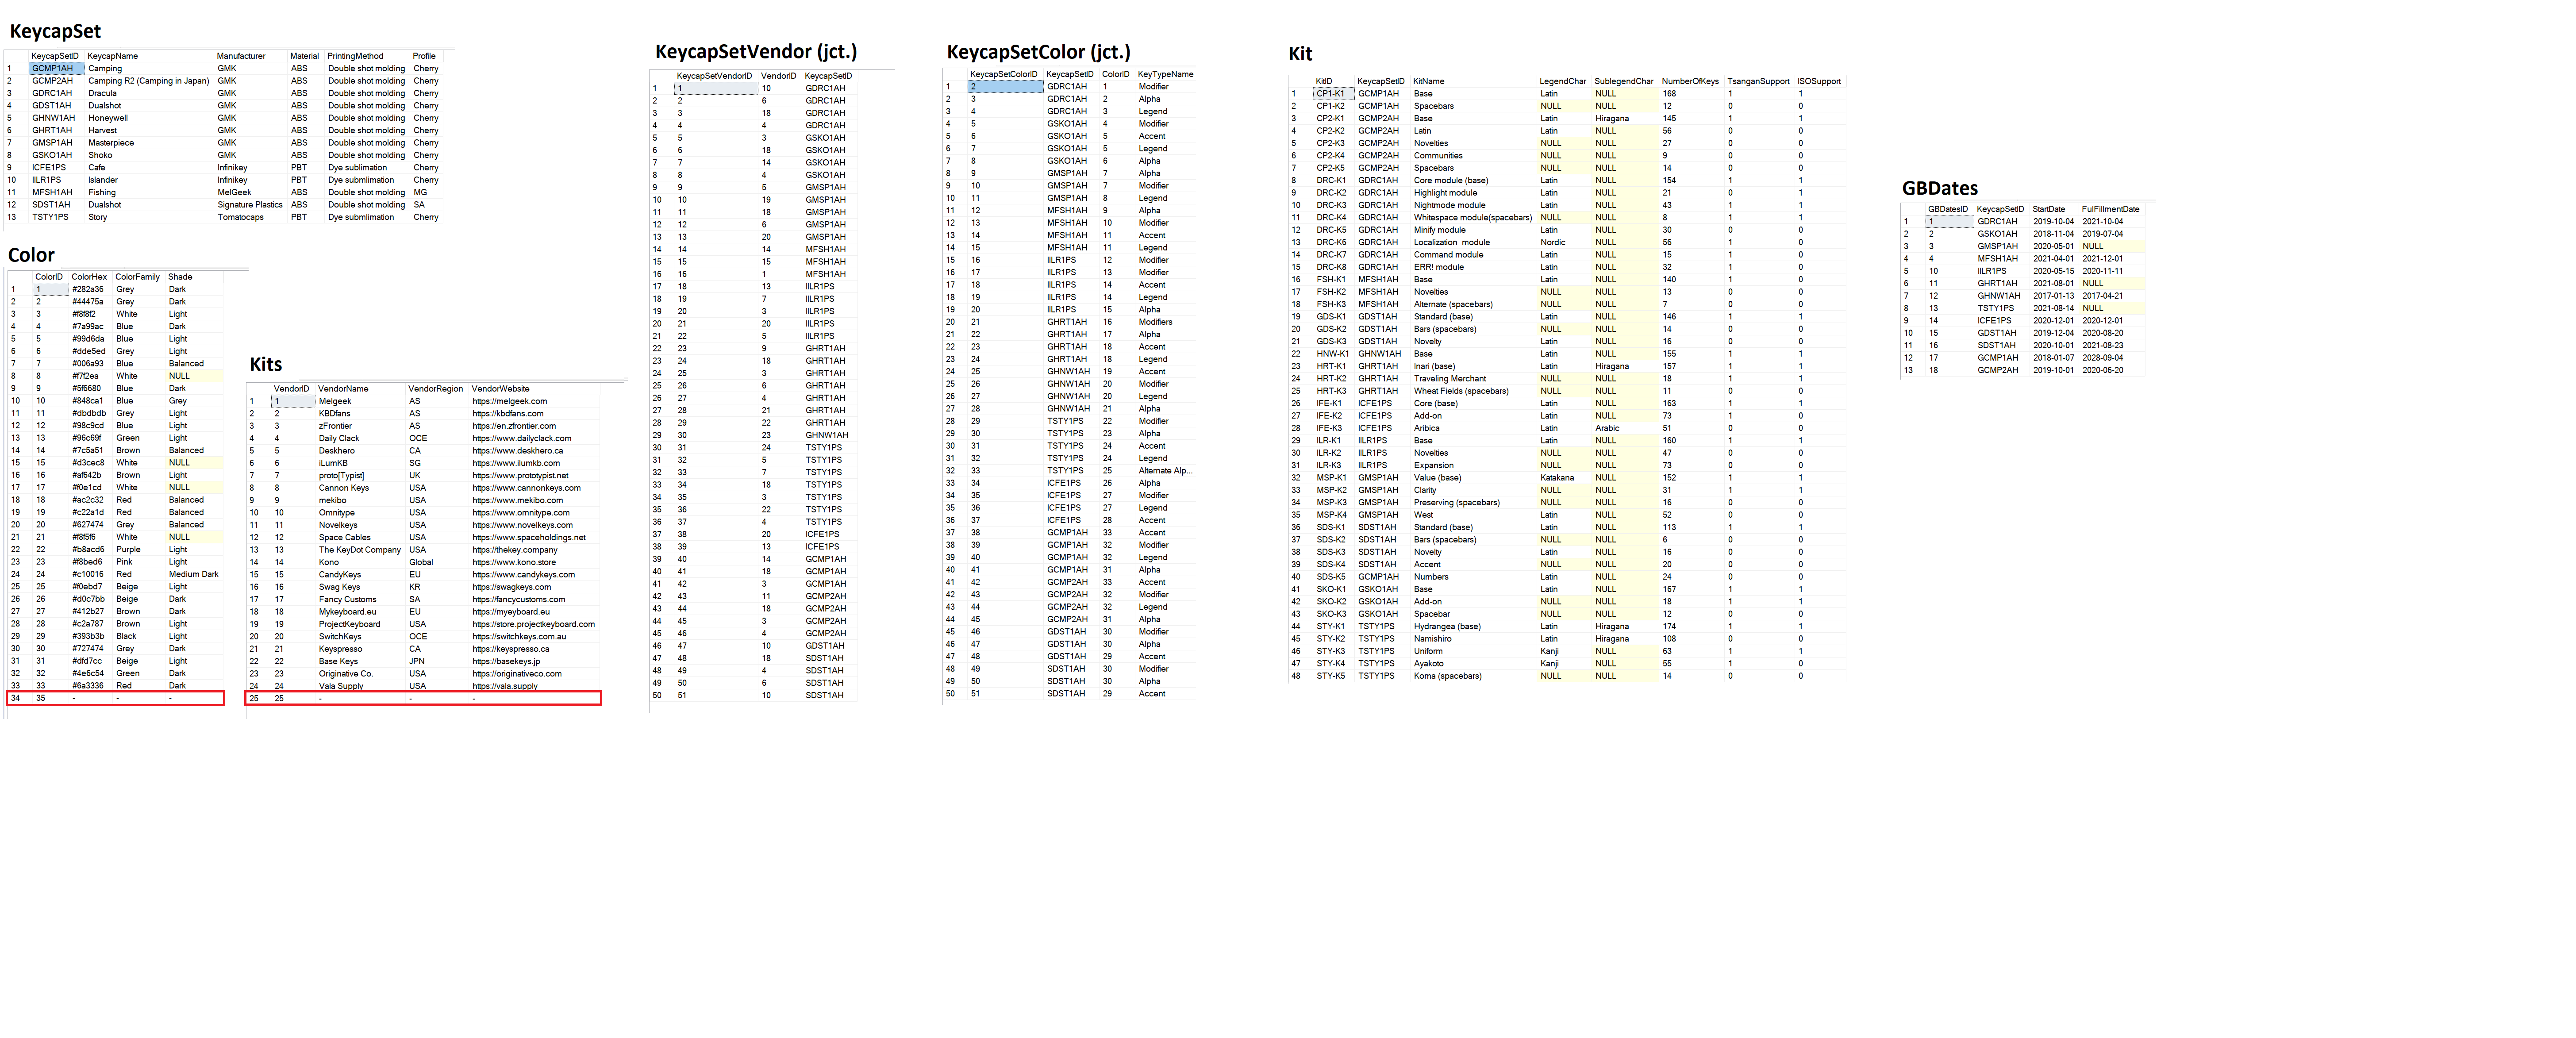 KeycapSet
KeycapSetID KeycapName Manufacturer Material PrintingMethod Profile
1 GCMP1AH Camping GMK ABS Double shot molding Cherry
2 GCMP2AH Camping R2 (Camping in Japan) GMK ABS Double shot molding Cherry
3 GDRC1AH Dracula GMK ABS Double shot molding Cherry
4 GDST1AH Dualshot GMK ABS Double shot molding Cherry
5 GHNW1AH Honeywell GMK ABS Double shot molding Cherry
6 GHRT1AH Harvest GMK ABS Double shot molding Cherry
7 GMSP1AH Masterpiece GMK ABS Double shot molding Cherry
8 GSKO1AH Shoko GMK ABS Double shot molding Cherry
9 ICFE1PS Cafe Infinikey PBT Dye sublimation Cherry
10 IILR1PS Islander Infinikey PBT Dye submlimation Cherry
11 MFSH1AH Fishing MelGeek ABS Double shot molding MG
12 SDST1AH Dualshot Signature Plastics ABS Double shot molding SA
13 TSTY1PS Story Tomatocaps PBT Dye submlimation Cherry
Color
ColorID ColorHex ColorFamily Shade
1 1 #282a36 Grey Dark
2 2 #44475a Grey Dark
3 3 #f8f8f2 White Light
4 4 #7a99ac Blue Dark
5 5 #99d6da Blue Light
6 6 #dde5ed Grey Light
7 7 #006a93 Blue Balanced
8 8 #f7f2ea White NULL
9 9 #5f6680 Blue Dark
10 10 #848ca1 Blue Grey
11 11 #dbdbdb Grey Light
12 12 #98c9cd Blue Light
13 13 #96c69f Green Light
14 14 #7c5a51 Brown Balanced
15 15 #d3cec8 White NULL
16 16 #af642b Brown Light
17 17 #f0e1cd White NULL
18 18 #ac2c32 Red Balanced
19 19 #c22a1d Red Balanced
20 20 #627474 Grey Balanced
21 21 #f8f5f6 White NULL
22 22 #b8acd6 Purple Light
23 23 #f8bed6 Pink Light
24 24 #c10016 Red Medium Dark
25 25 #f0ebd7 Beige Light
26 26 #d0c7bb Beige Dark
27 27 #412b27 Brown Dark
28 28 #c2a787 Brown Light
29 29 #393b3b Black Light
30 30 #727474 Grey Dark
31 31 #dfd7cc Beige Light
32 32 #4e6c54 Green Dark
33 33 #6a3336 Red Dark
34 35 - - -
Kits
VendorID VendorName VendorRegion VendorWebsite
1 1 Melgeek AS https://melgeek.com
2 2 KBDfans AS https://kbdfans.com
3 3 zFrontier AS https://en.zfrontier.com
4 4 Daily Clack OCE https://www.dailyclack.com
5 5 Deskhero CA https://www.deskhero.ca
6 6 iLumKB SG https://www.ilumkb.com
7 7 proto[Typist] UK https://www.prototypist.net
8 8 Cannon Keys USA https://www.cannonkeys.com
9 9 mekibo USA https://www.mekibo.com
10 10 Omnitype USA https://www.omnitype.com
11 11 Novelkeys_ USA https://www.novelkeys.com
12 12 Space Cables USA https://www.spaceholdings.net
13 13 The KeyDot Company USA https://thekey.company
14 14 Kono Global https://www.kono.store
15 15 CandyKeys EU https://www.candykeys.com
16 16 Swag Keys KR https://swagkeys.com
17 17 Fancy Customs SA https://fancycustoms.com
18 18 Mykeyboard.eu EU https://myeyboard.eu
19 19 ProjectKeyboard USA https://store.projectkeyboard.com
20 20 SwitchKeys OCE https://switchkeys.com.au
21 21 Keyspresso CA https://keyspresso.ca
22 22 Base Keys JPN https://basekeys.jp
23 23 Originative Co. USA https://originativeco.com
24 24 Vala Supply USA https://vala.supply
25 25 - - -
KeycapSetVendor (jct.)
KeycapSetVendorID VendorID KeycapSetID
1 1 10 GDRC1AH
2 2 6 GDRC1AH
3 3 18 GDRC1AH
4 4 4 GDRC1AH
5 5 3 GSKO1AH
6 6 18 GSKO1AH
7 7 14 GSKO1AH
8 8 4 GSKO1AH
9 9 5 GMSP1AH
10 10 19 GMSP1AH
11 11 18 GMSP1AH
12 12 6 GMSP1AH
13 13 20 GMSP1AH
14 14 14 MFSH1AH
15 15 15 MFSH1AH
16 16 1 MFSH1AH
17 18 13 IILR1PS
18 19 7 IILR1PS
19 20 3 IILR1PS
20 21 20 IILR1PS
21 22 5 IILR1PS
22 23 9 GHRT1AH
23 24 18 GHRT1AH
24 25 3 GHRT1AH
25 26 6 GHRT1AH
26 27 4 GHRT1AH
27 28 21 GHRT1AH
28 29 22 GHRT1AH
29 30 23 GHNW1AH
30 31 24 TSTY1PS
31 32 5 TSTY1PS
32 33 7 TSTY1PS
33 34 18 TSTY1PS
34 35 3 TSTY1PS
35 36 22 TSTY1PS
36 37 4 TSTY1PS
37 38 20 ICFE1PS
38 39 13 ICFE1PS
39 40 14 GCMP1AH
40 41 18 GCMP1AH
41 42 3 GCMP1AH
42 43 11 GCMP2AH
43 44 18 GCMP2AH
44 45 3 GCMP2AH
45 46 4 GCMP2AH
46 47 10 GDST1AH
47 48 18 SDST1AH
48 49 4 SDST1AH
49 50 6 SDST1AH
50 51 10 SDST1AH
KeycapSetColor (jct.)
KeycapSetColorID KeycapSetID ColorID KeyTypeName
1 2 GDRC1AH 1 Modifier
2 3 GDRC1AH 2 Alpha
3 4 GDRC1AH 3 Legend
4 5 GSKO1AH 4 Modifier
5 6 GSKO1AH 5 Accent
6 7 GSKO1AH 5 Legend
7 8 GSKO1AH 6 Alpha
8 9 GMSP1AH 7 Alpha
9 10 GMSP1AH 7 Modifier
10 11 GMSP1AH 8 Legend
11 12 MFSH1AH 9 Alpha
12 13 MFSH1AH 10 Modifier
13 14 MFSH1AH 11 Accent
14 15 MFSH1AH 11 Legend
15 16 IILR1PS 12 Modifier
16 17 IILR1PS 13 Modifier
17 18 IILR1PS 14 Accent
18 19 IILR1PS 14 Legend
19 20 IILR1PS 15 Alpha
20 21 GHRT1AH 16 Modifiers
21 22 GHRT1AH 17 Alpha
22 23 GHRT1AH 18 Accent
23 24 GHRT1AH 18 Legend
24 25 GHNW1AH 19 Accent
25 26 GHNW1AH 20 Modifier
26 27 GHNW1AH 20 Legend
27 28 GHNW1AH 21 Alpha
28 29 TSTY1PS 22 Modifier
29 30 TSTY1PS 23 Alpha
30 31 TSTY1PS 24 Accent
31 32 TSTY1PS 24 Legend
32 33 TSTY1PS 25 Alternate Alp...
33 34 ICFE1PS 26 Alpha
34 35 ICFE1PS 27 Modifier
35 36 ICFE1PS 27 Legend
36 37 ICFE1PS 28 Accent
37 38 GCMP1AH 33 Accent
38 39 GCMP1AH 32 Modifier
39 40 GCMP1AH 32 Legend
40 41 GCMP1AH 31 Alpha
41 42 GCMP2AH 33 Accent
42 43 GCMP2AH 32 Modifier
43 44 GCMP2AH 32 Legend
44 45 GCMP2AH 31 Alpha
45 46 GDST1AH 30 Modifier
46 47 GDST1AH 30 Alpha
47 48 GDST1AH 29 Accent
48 49 SDST1AH 30 Modifier
49 50 SDST1AH 30 Alpha
50 51 SDST1AH 29 Accent
Kit
KitID KeycapSetID KitName LegendChar SublegendChar NumberOfKeys TsanganSupport ISOSupport
1 CP1-K1 GCMP1AH Base Latin NULL 168 1 1
2 CP1-K2 GCMP1AH Spacebars NULL NULL 12 0 0
3 CP2-K1 GCMP2AH Base Latin Hiragana 145 1 1
4 CP2-K2 GCMP2AH Latin Latin NULL 56 0 0
5 CP2-K3 GCMP2AH Novelties NULL NULL 27 0 0
6 CP2-K4 GCMP2AH Communities NULL NULL 9 0 0
7 CP2-K5 GCMP2AH Spacebars NULL NULL 14 0 0
8 DRC-K1 GDRC1AH Core module (base) Latin NULL 154 1 1
9 DRC-K2 GDRC1AH Highlight module Latin NULL 21 0 1
10 DRC-K3 GDRC1AH Nightmode module Latin NULL 43 1 1
11 DRC-K4 GDRC1AH Whitespace module(spacebars) NULL NULL 8 1 1
12 DRC-K5 GDRC1AH Minify module Latin NULL 30 0 0
13 DRC-K6 GDRC1AH Localization module Nordic NULL 56 1 1
14 DRC-K7 GDRC1AH Command module Latin NULL 15 0 0
15 DRC-K8 GDRC1AH ERR! module Latin NULL 32 1 0
16 FSH-K1 MFSH1AH Base Latin NULL 140 1 1
17 FSH-K2 MFSH1AH Novelties NULL NULL 13 0 0
18 FSH-K3 MFSH1AH Alternate (spacebars) NULL NULL 7 0 0
19 GDS-K1 GDST1AH Standard (base) Latin NULL 146 1 1
20 GDS-K2 GDST1AH Bars (spacebars) NULL NULL 14 0 0
21 GDS-K3 GDST1AH Novelty Latin NULL 16 0 0
22 HNW-K1 GHNW1AH Base Latin NULL 155 1 1
23 HRT-K1 GHRT1AH Inari (base) Latin Hiragana 157 1 1
24 HRT-K2 GHRT1AH Traveling Merchant NULL NULL 18 1 1
25 HRT-K3 GHRT1AH Wheat Fields (spacebars) NULL NULL 11 0 0
26 IFE-K1 ICFE1PS Core (base) Latin NULL 163 1 1
27 IFE-K2 ICFE1PS Add-on Latin NULL 73 1 0
28 IFE-K3 ICFE1PS Aribica Latin Arabic 51 0 0
29 ILR-K1 IILR1PS Base Latin NULL 160 1 1
30 ILR-K2 IILR1PS Novelties NULL NULL 47 0 0
31 ILR-K3 IILR1PS Expansion NULL NULL 73 0 0
32 MSP-K1 GMSP1AH Value (base) Katakana NULL 152 1 1
33 MSP-K2 GMSP1AH Clarity NULL NULL 31 1 1
34 MSP-K3 GMSP1AH Preserving (spacebars) NULL NULL 16 0 0
35 MSP-K4 GMSP1AH West Latin NULL 52 0 0
36 SDS-K1 SDST1AH Standard (base) Latin NULL 113 1 1
37 SDS-K2 SDST1AH Bars (spacebars) NULL NULL 6 0 0
38 SDS-K3 SDST1AH Novelty Latin NULL 16 0 0
39 SDS-K4 SDST1AH Accent NULL NULL 20 0 0
40 SDS-K5 GCMP1AH Numbers Latin NULL 24 0 0
41 SKO-K1 GSKO1AH Base Latin NULL 167 1 1
42 SKO-K2 GSKO1AH Add-on NULL NULL 18 1 1
43 SKO-K3 GSKO1AH Spacebar NULL NULL 12 0 0
44 STY-K1 TSTY1PS Hydrangea (base) Latin Hiragana 174 1 1
45 STY-K2 TSTY1PS Namishiro Latin Hiragana 108 0 0
46 STY-K3 TSTY1PS Uniform Kanji NULL 63 1 1
47 STY-K4 TSTY1PS Ayakoto Kanji NULL 55 1 0
48 STY-K5 TSTY1PS Koma (spacebars) NULL NULL 14 0 0
GBDates
GBDatesID KeycapSetID StartDate FulFillmentDate
1 1 GDRC1AH 2019-10-04 2021-10-04
2 2 GSKO1AH 2018-11-04 2019-07-04
3 3 GMSP1AH 2020-05-01 NULL
4 4 MFSH1AH 2021-04-01 2021-12-01
5 10 IILR1PS 2020-05-15 2020-11-11
6 11 GHRT1AH 2021-08-01 NULL
7 12 GHNW1AH 2017-01-13 2017-04-21
8 13 TSTY1PS 2021-08-14 NULL
9 14 ICFE1PS 2020-12-01 2020-12-01
10 15 GDST1AH 2019-12-04 2020-08-20
11 16 SDST1AH 2020-10-01 2021-08-23
12 17 GCMP1AH 2018-01-07 2028-09-04
13 18 GCMP2AH 2019-10-01 2020-06-20